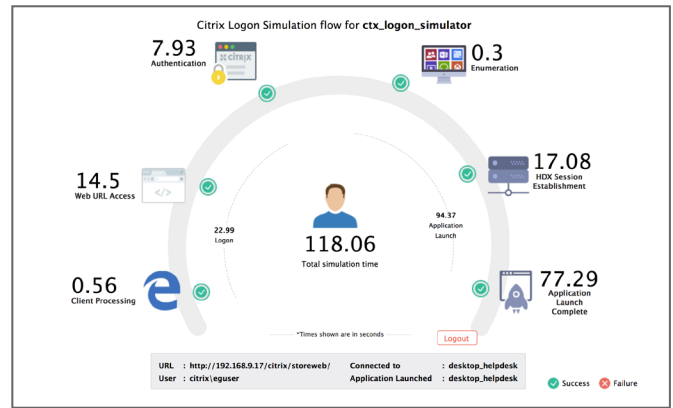 Citrix Logon Simulation flow for ctx_logon_simulator
7.93
Authentication
CİTRIX
0.3
Enumeration
14.5
Web URL Access
</>
17.08
HDX Session
Establishment
22.99
Logon
94.37
Application
Launch
118.06
Total simulation time
0.56
Client Processing
77.29
Application
Launch
Complete
*Times shown are in seconds
Logout
URL : http://192.168.9.17/citrix/storeweb/ Connected to : desktop_helpdesk
User : citrix\eguser Application Launched : desktop_helpdesk
Success Failure